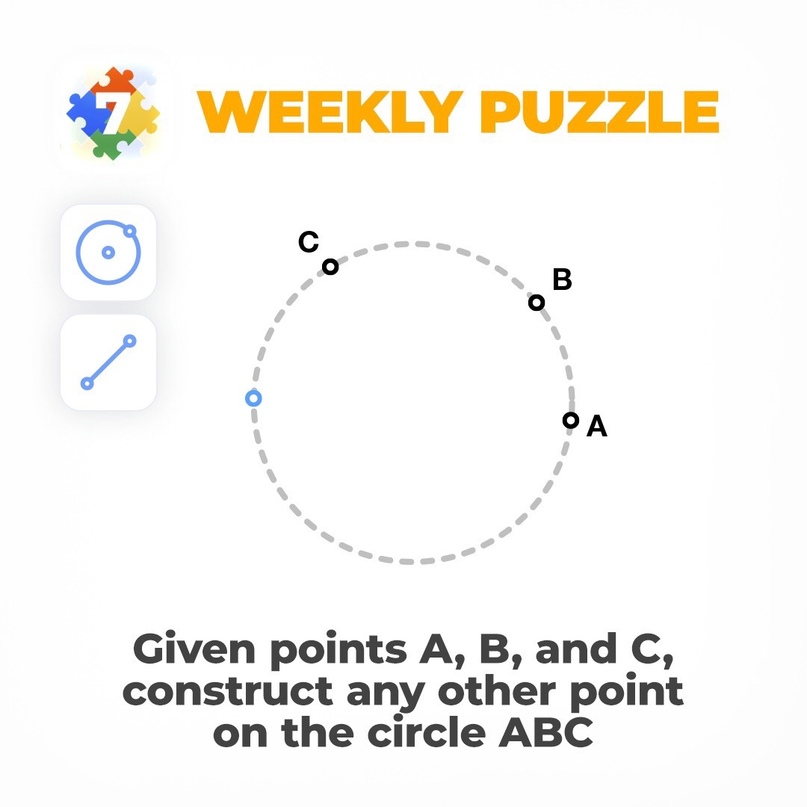 7 WEEKLY PUZZLE
C
B
A
Given points A, B, and C,
construct any other point
on the circle ABC